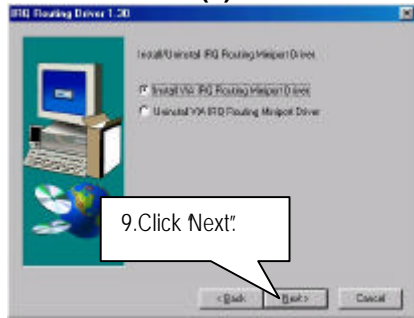 IRQ Routing Driver 1.30
Install/Uninstall IRQ Routing Miniport Driver.
Install VIA IRQ Routing Miniport Driver
Uninstall VIA IRQ Routing Miniport Driver
9.Click "Next".
< Back Next > Cancel